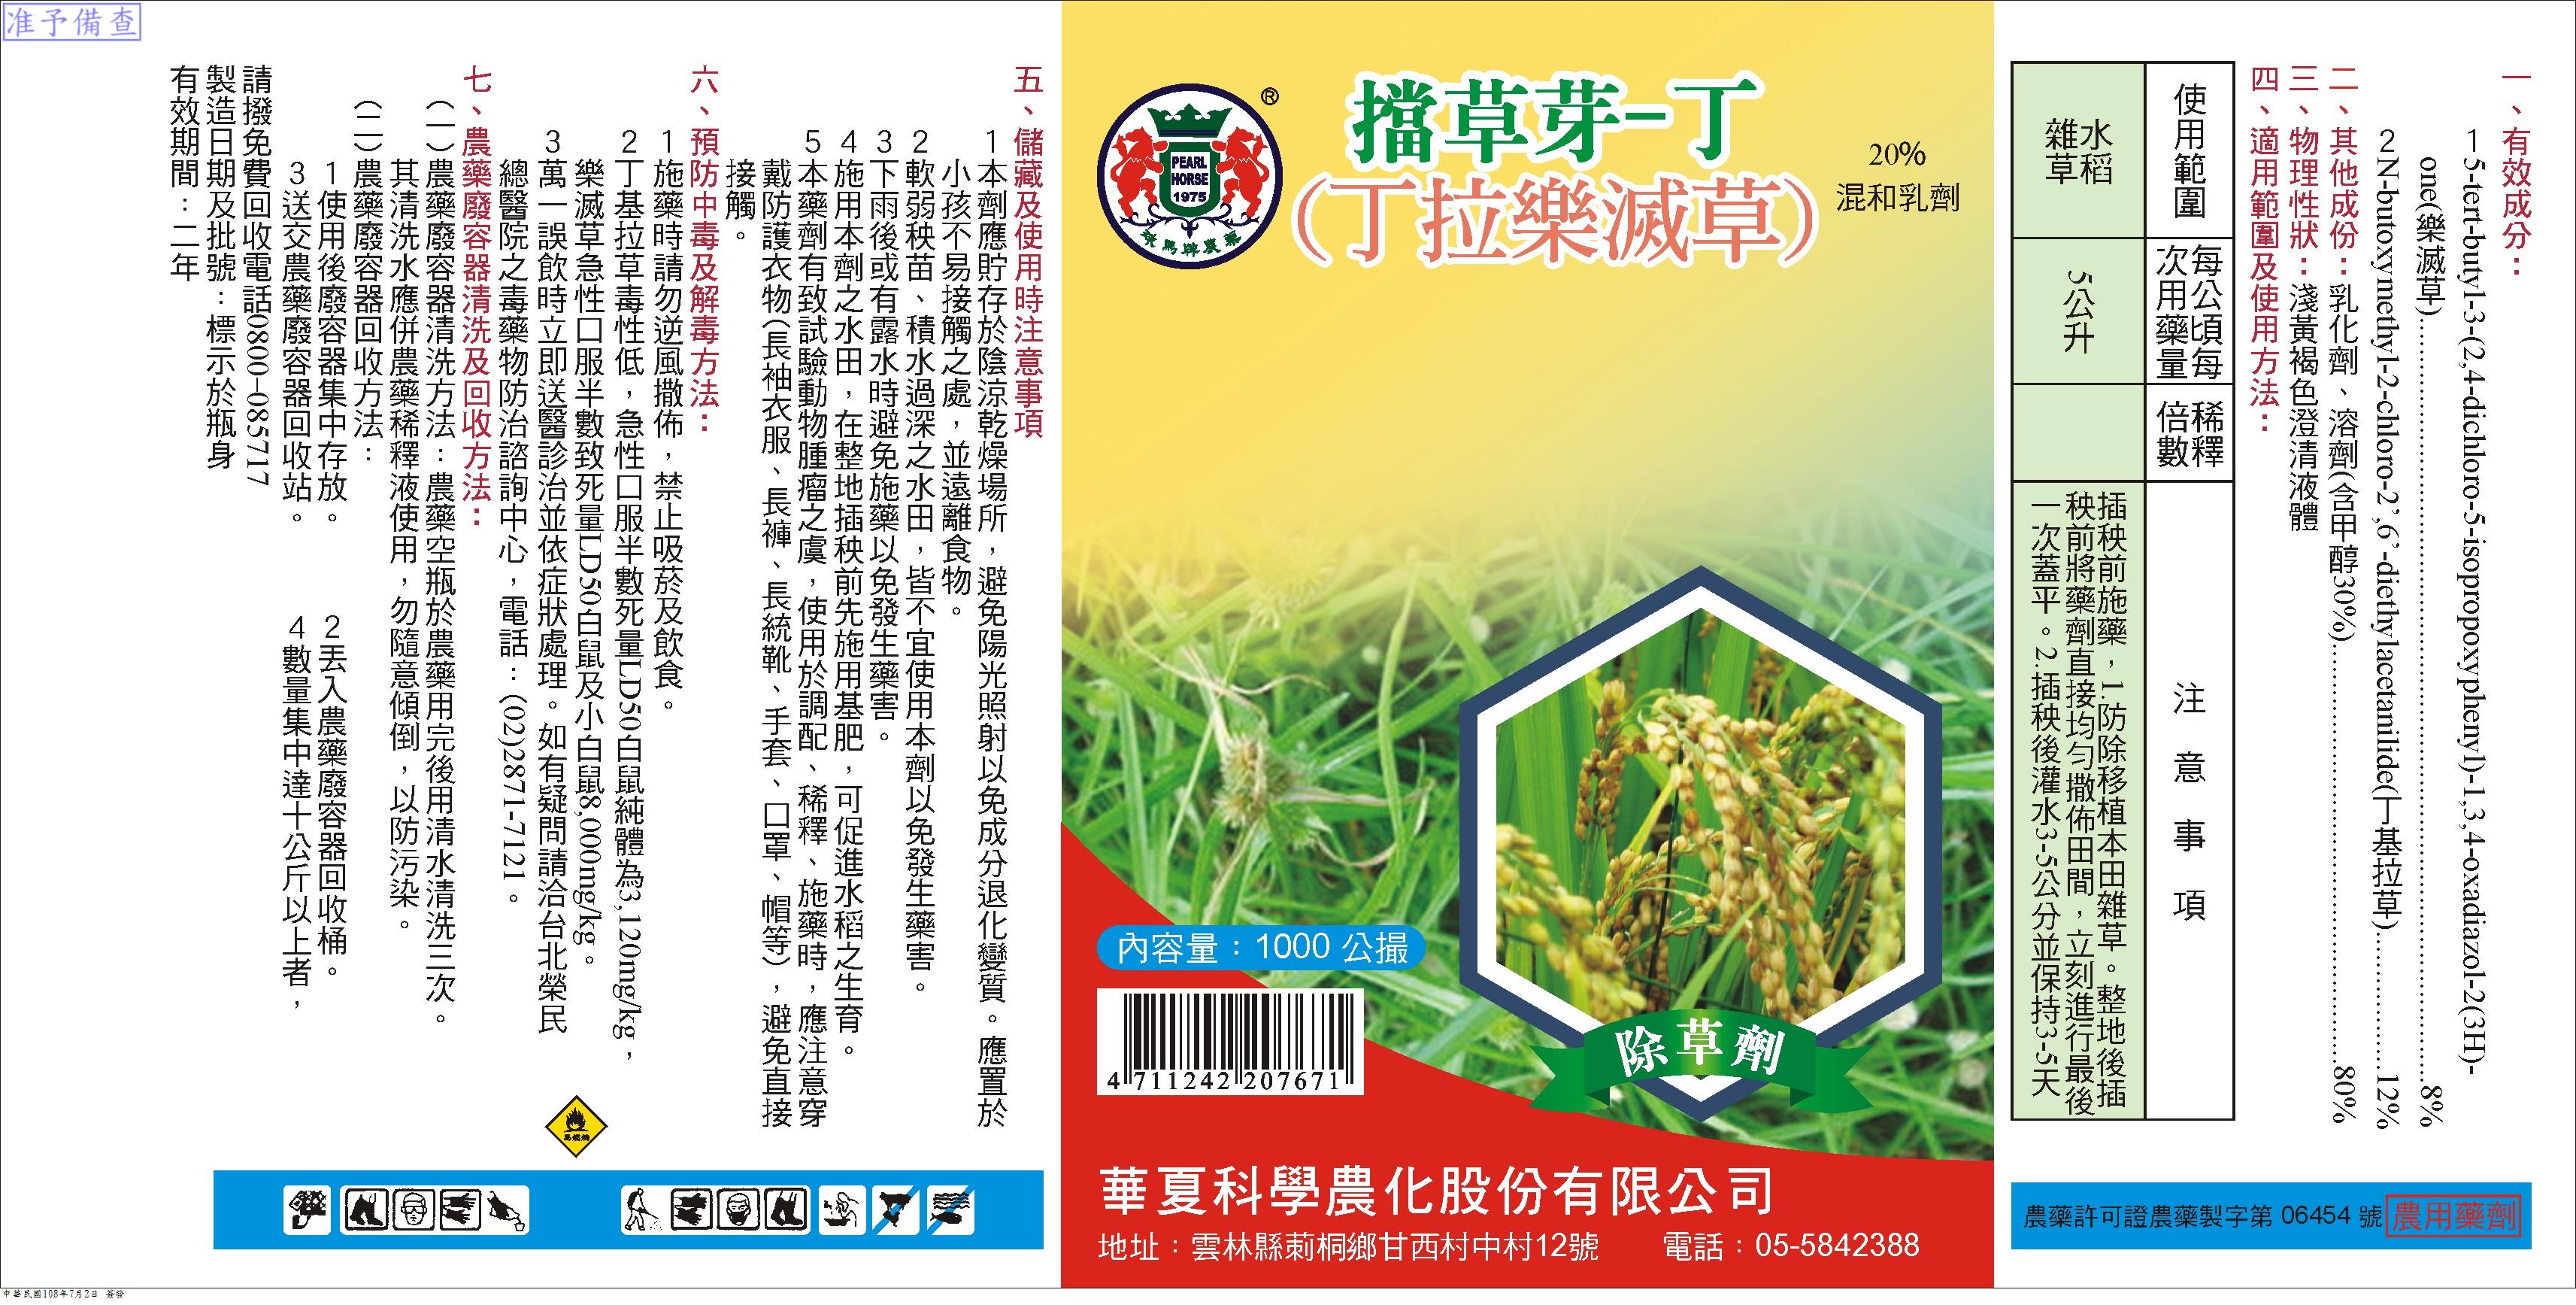 准予備查
一、有效成分：
1 5-tert-butyl-3-(2,4-dichloro-5-isopropopoxyphenyl)-1,3,4-oxadiazol-2(3H)-
one(樂滅草)……8%
2 N-butoxymethyl-2-chloro-2',6'-diethylacetanilide(丁基拉草)……12%
二、其他成份：乳化劑、溶劑(含甲醇30%)……80%
三、物理性狀：淺黃褐色澄清液體
四、適用範圍及使用方法：
使用範圍
每公頃每
次用藥量
稀釋
倍數
注意事項
水稻
雜草
5公升
插秧前施藥，1.防除移植本田雜草。整地後插
秧前將藥劑直接均勻撒佈田間，立刻進行最後
一次蓋平。2.插秧後灌水3-5公分並保持3-5天
農藥許可證農藥製字第 06454 號
農用藥劑
®
PEARL
HORSE
1975
珠馬牌農藥
擋草芽-丁
(丁拉樂滅草)
20%
混和乳劑
內容量：1000 公撮
4 711242 207671
除草劑
華夏科學農化股份有限公司
地址：雲林縣莿桐鄉甘西村中村12號 電話：05-5842388
五、儲藏及使用時注意事項
1本劑應貯存於陰涼乾燥場所，避免陽光照射以免成分退化變質。應置於
小孩不易接觸之處，並遠離食物。
2軟弱秧苗、積水過深之水田，皆不宜使用本劑以免發生藥害。
3下雨後或有露水時避免施藥以免發生藥害。
4施用本劑之水田，在整地插秧前先施用基肥，可促進水稻之生育。
5本藥劑有致試驗動物腫瘤之虞，使用於調配、稀釋、施藥時，應注意穿
戴防護衣物(長袖衣服、長褲、長統靴、手套、口罩、帽等)，避免直接
接觸。
六、預防中毒及解毒方法：
1施藥時請勿逆風撒佈，禁止吸菸及飲食。
2丁基拉草毒性低，急性口服半數死量LD50白鼠純體為3,120mg/kg，
樂滅草急性口服半數致死量LD50白鼠及小白鼠8,000mg/kg。
3萬一誤飲時立即送醫診治並依症狀處理。如有疑問請洽台北榮民
總醫院之毒藥物防治諮詢中心，電話：(02)2871-7121。
七、農藥廢容器清洗及回收方法：
(一)農藥廢容器清洗方法：農藥空瓶於農藥用完後用清水清洗三次。
其清洗水應併農藥稀釋液使用，勿隨意傾倒，以防污染。
(二)農藥廢容器回收方法：
1使用後廢容器集中存放。 2丟入農藥廢容器回收桶。
3送交農藥廢容器回收站。 4數量集中達十公斤以上者，
請撥免費回收電話0800-085717
製造日期及批號：標示於瓶身
有效期間：二年
易燃物
中華民國108年7月2日 簽發